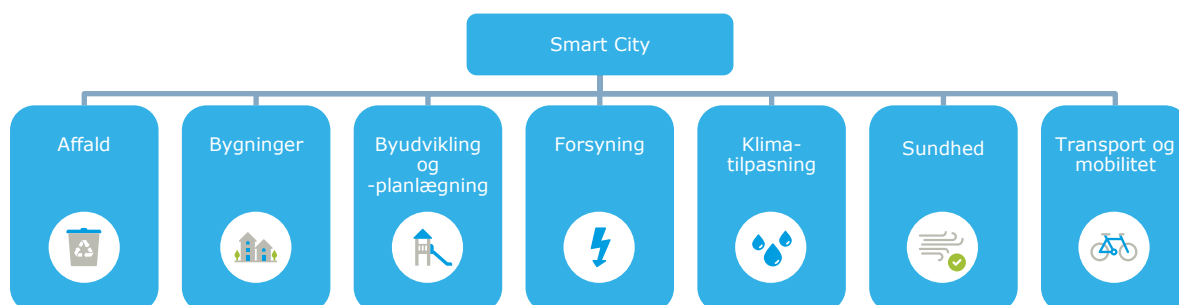 Smart City
Affald
Bygninger
Byudvikling
og
-planlægning
Forsyning
Klima-
tilpasning
Sundhed
Transport og
mobilitet